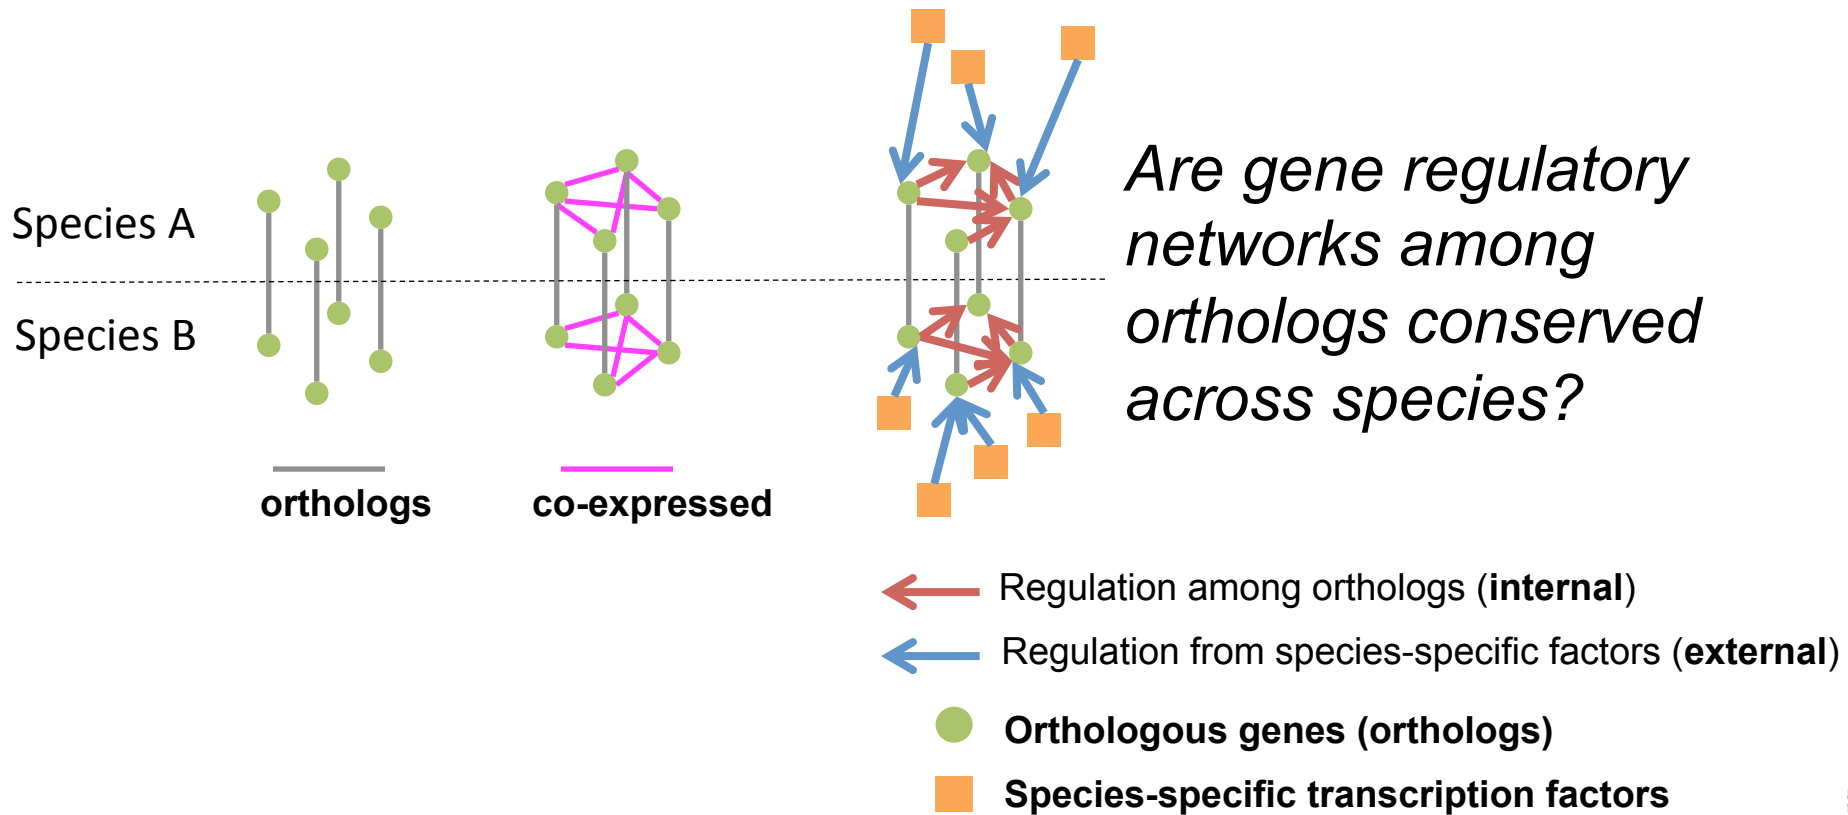 Species A
Species B
orthologs
co-expressed
Are gene regulatory
networks among
orthologs conserved
across species?
Regulation among orthologs (internal)
Regulation from species-specific factors (external)
Orthologous genes (orthologs)
Species-specific transcription factors